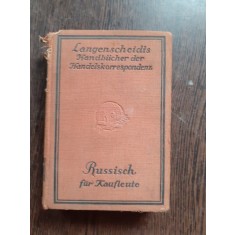 Langenscheidts
Handbücher der
Handelskorrespondenz
Russisch
für Kaufleute